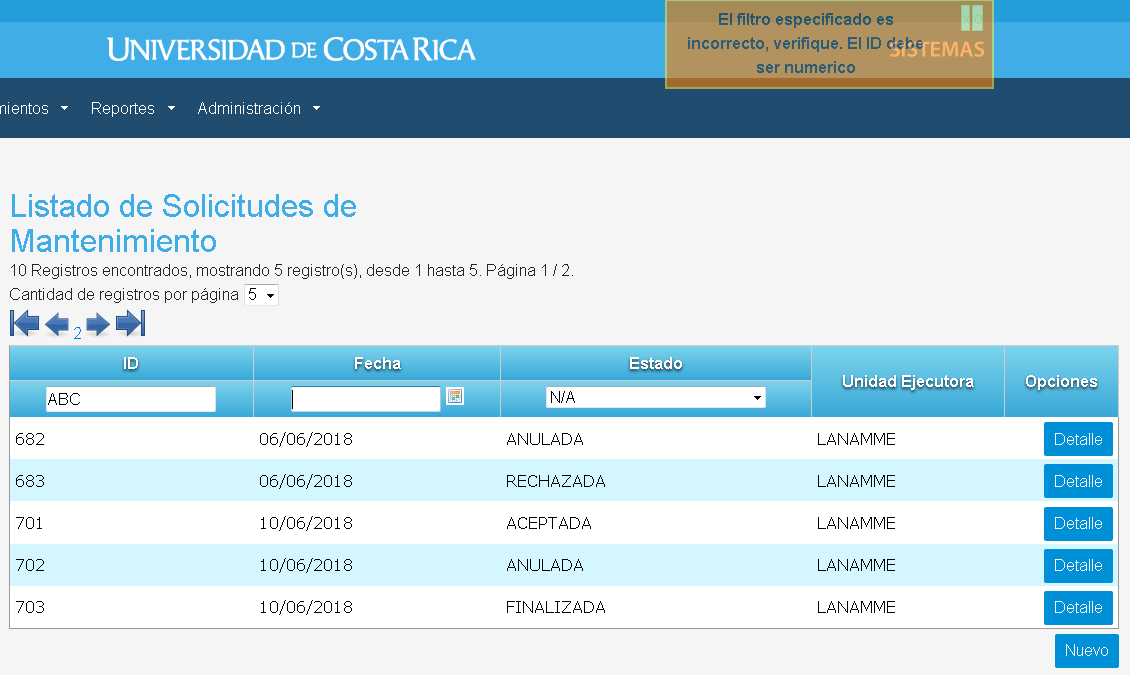 El filtro especificado es
incorrecto, verifique. El ID debe
ser numerico
UNIVERSIDAD DE COSTA RICA
SISTEMAS
mientos Reportes Administración
Listado de Solicitudes de
Mantenimiento
10 Registros encontrados, mostrando 5 registro(s), desde 1 hasta 5. Página 1 / 2.
Cantidad de registros por página 5
2
ID Fecha Estado Unidad Ejecutora Opciones
ABC N/A
682 06/06/2018 ANULADA LANAMME Detalle
683 06/06/2018 RECHAZADA LANAMME Detalle
701 10/06/2018 ACEPTADA LANAMME Detalle
702 10/06/2018 ANULADA LANAMME Detalle
703 10/06/2018 FINALIZADA LANAMME Detalle
Nuevo